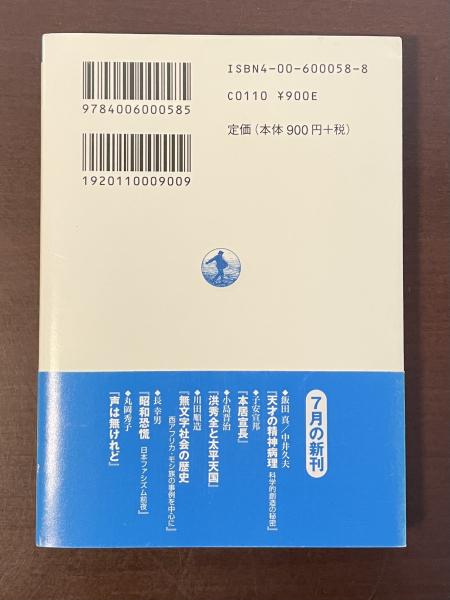 ISBN4-00-600058-8
9784006000585
C0110 ¥900E
定価(本体 900円+税)
1920110009009
7月の新刊
◆飯田 真／中井久夫
『天才の精神病理 科学的創造の秘密』
◆子安宣邦
『本居宣長』
◆小島晋治
『洪秀全と太平天国』
◆川田順造
『無文字社会の歴史
西アフリカ・モシ族の事例を中心に』
◆長 幸男
『昭和恐慌 日本ファシズム前夜』
◆丸岡秀子
『声は無けれど』